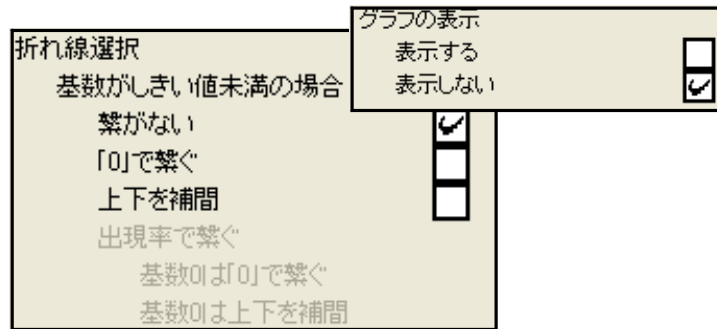 折れ線選択
基数がしきい値未満の場合
繋がない
「0」で繋ぐ
上下を補間
出現率で繋ぐ
基数0は「0」で繋ぐ
基数0は上下を補間
グラフの表示
表示する
表示しない